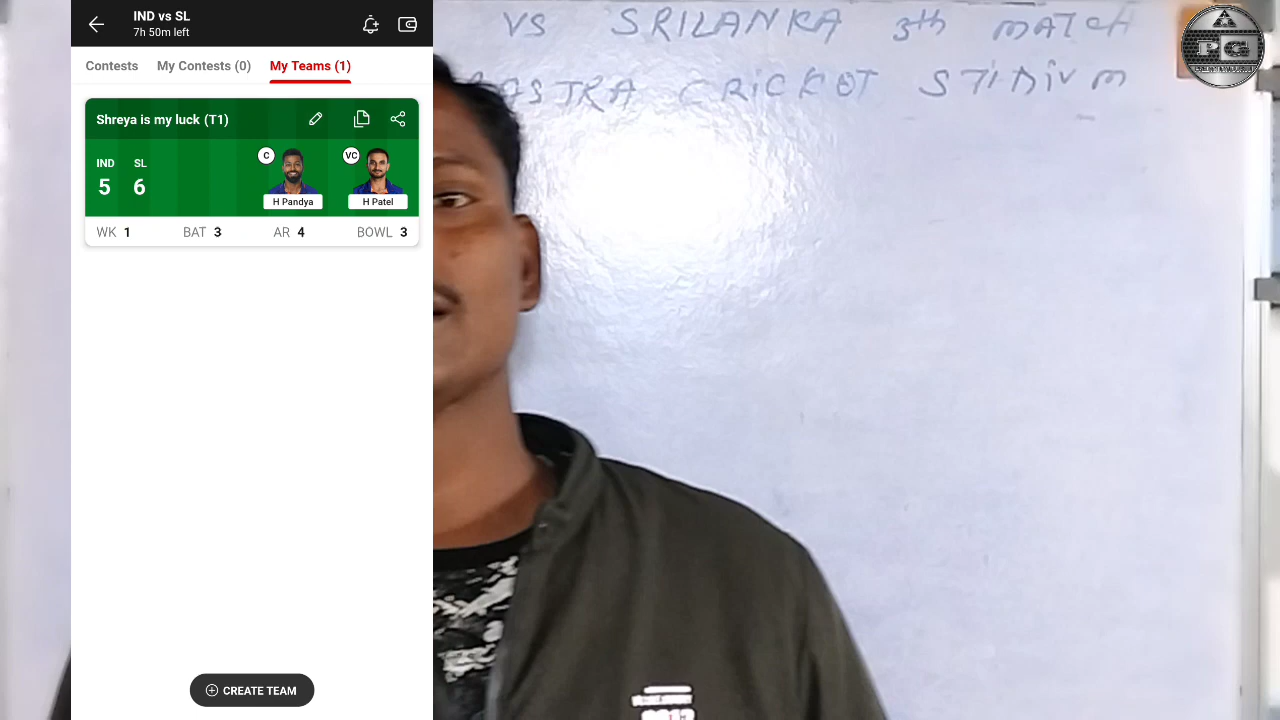 IND vs SL
7h 50m left
Contests My Contests (0) My Teams (1)
Shreya is my luck (T1)
IND SL
5 6
C VC
H Pandya H Patel
WK 1 BAT 3 AR 4 BOWL 3
CREATE TEAM
VS SRILANKA 3th MATCH
CRICKET
PG